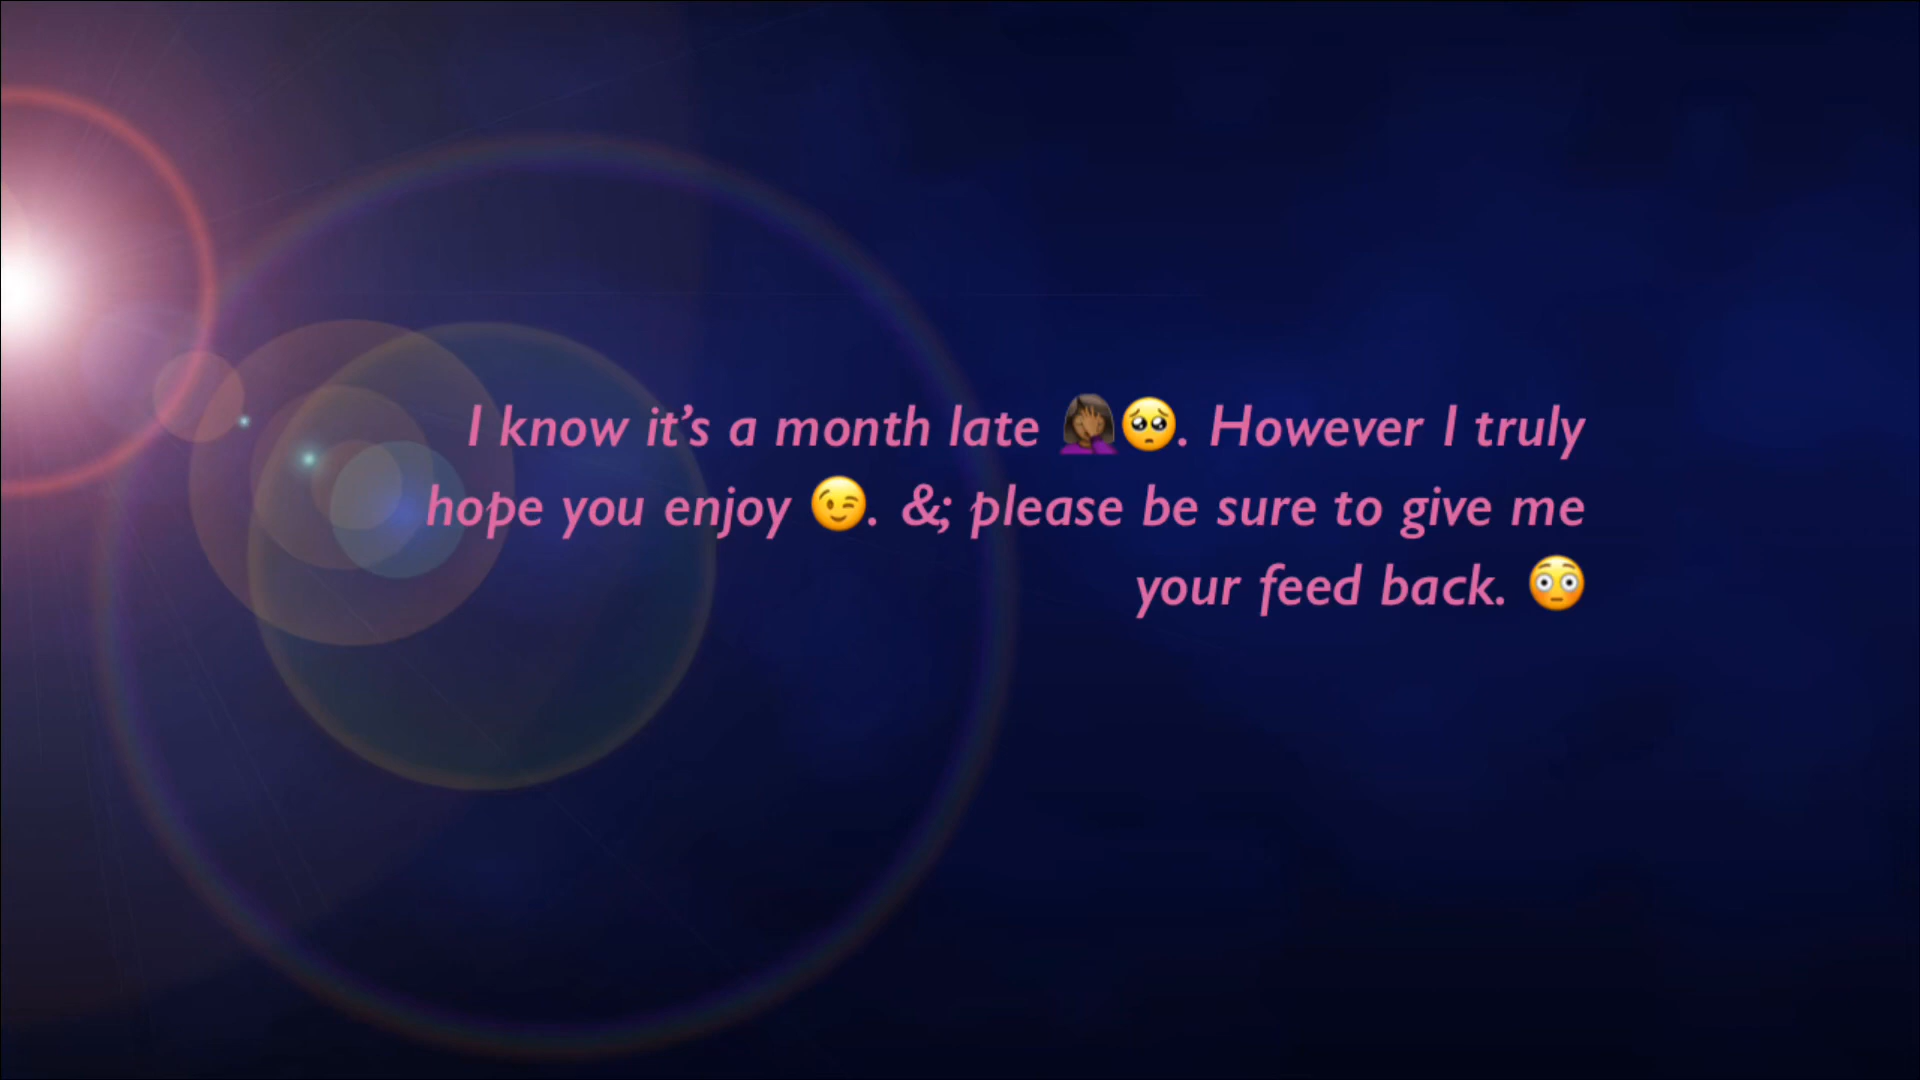 I know it’s a month late 🤦🏾‍♀️🥺. However I truly
hope you enjoy 😉. &; please be sure to give me
your feed back. 😳